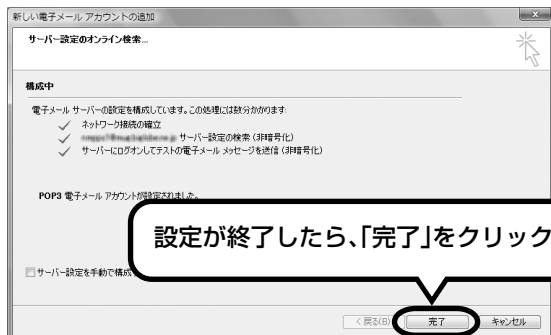 新しい電子メール アカウントの追加
サーバー設定のオンライン検索...
構成中
電子メール サーバーの設定を構成しています。この処理には数分かかります:
ネットワーク接続の確立
サーバー設定の検索 (非暗号化)
サーバーにログオンしてテストの電子メール メッセージを送信 (非暗号化)
POP3 電子メール アカウントが設定されました。
設定が終了したら、「完了」をクリック
サーバー設定を手動で構成
< 戻る(B) 完了 キャンセル